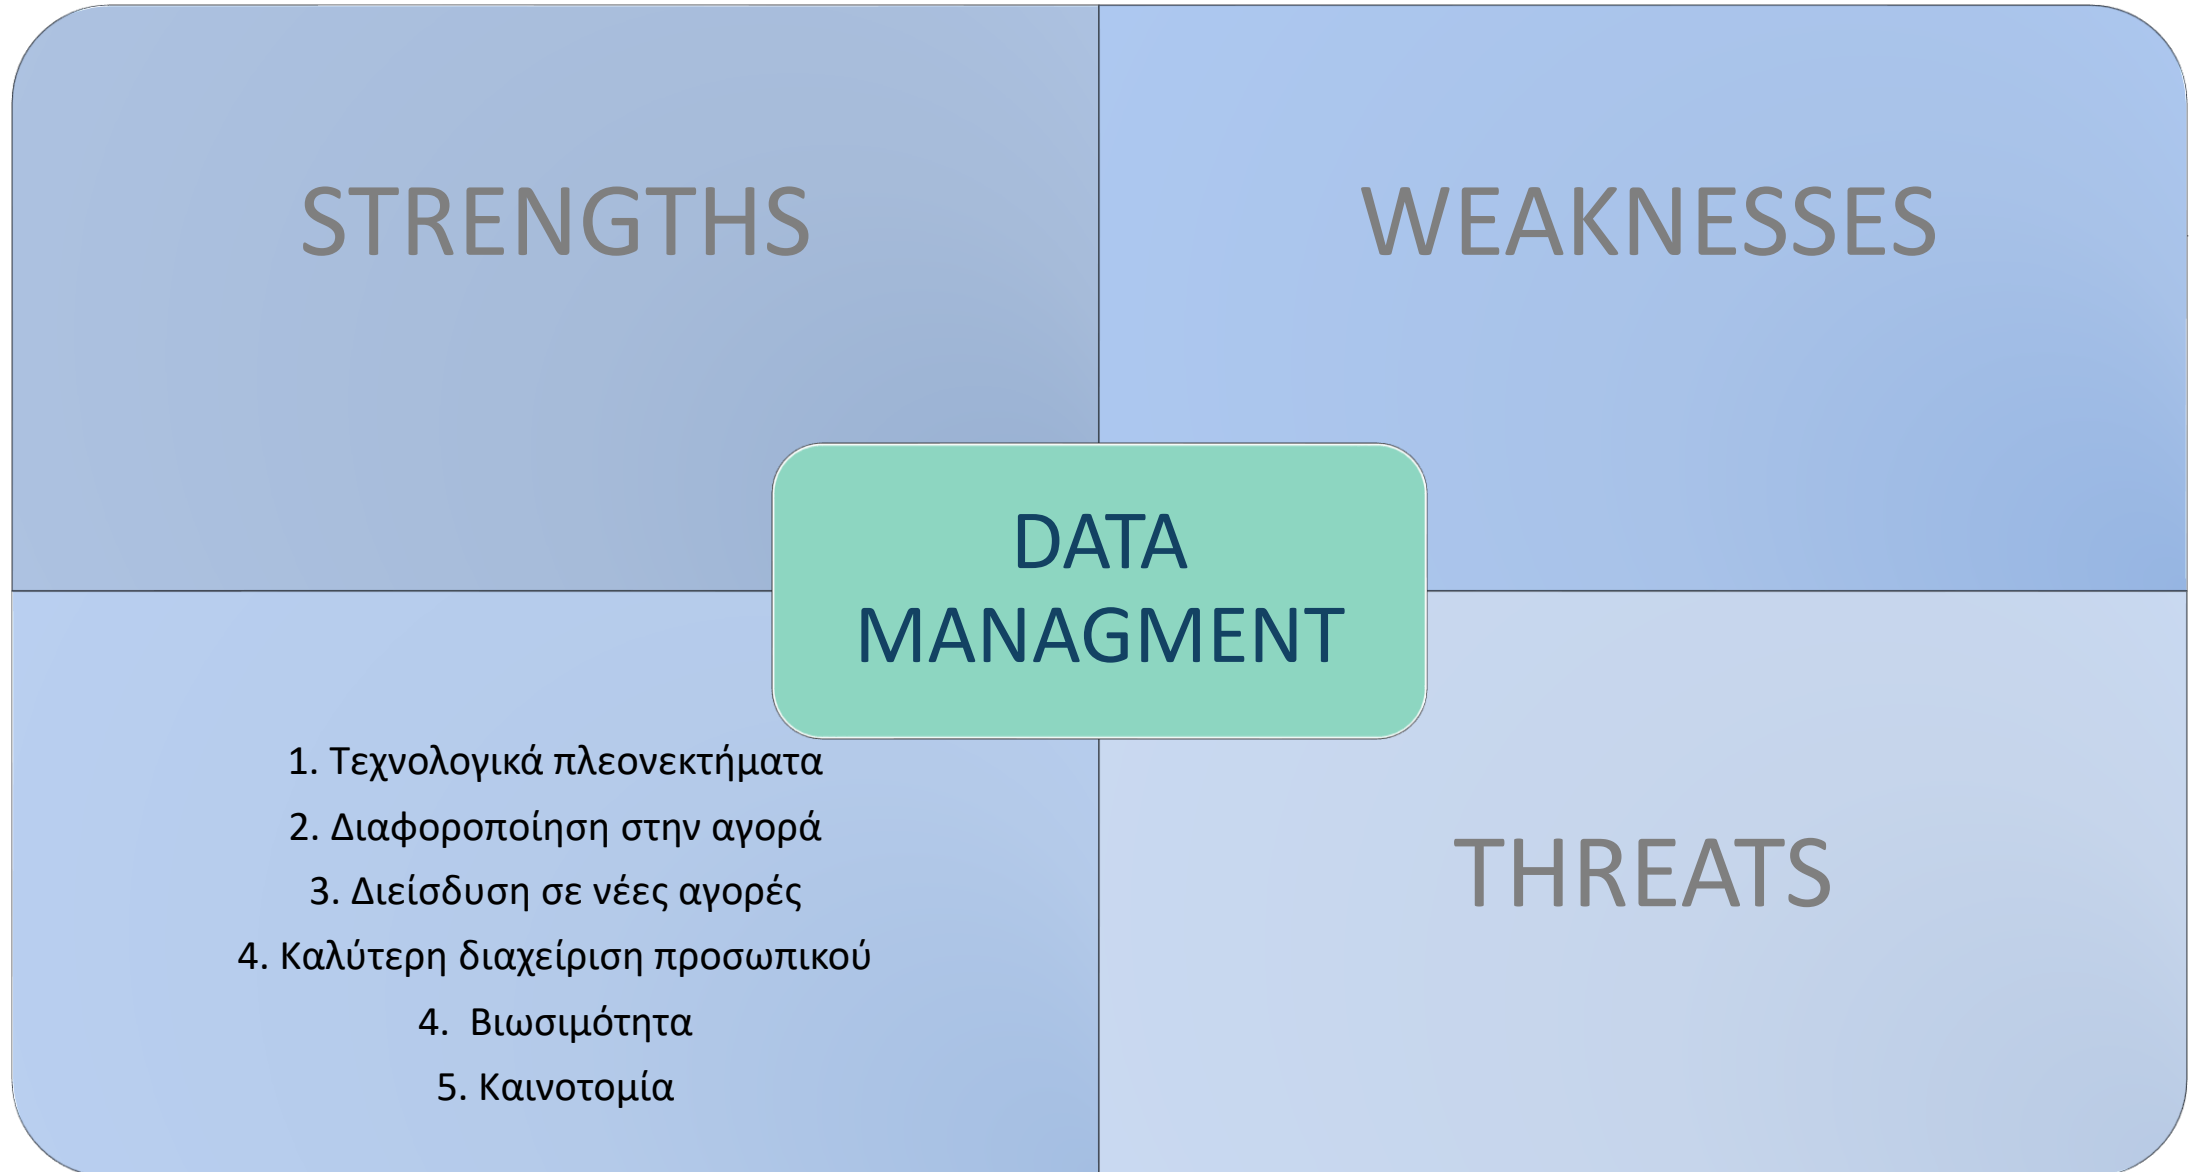 STRENGTHS
WEAKNESSES
DATA
MANAGMENT
1. Τεχνολογικά πλεονεκτήματα
2. Διαφοροποίηση στην αγορά
3. Διείσδυση σε νέες αγορές
4. Καλύτερη διαχείριση προσωπικού
4. Βιωσιμότητα
5. Καινοτομία
THREATS